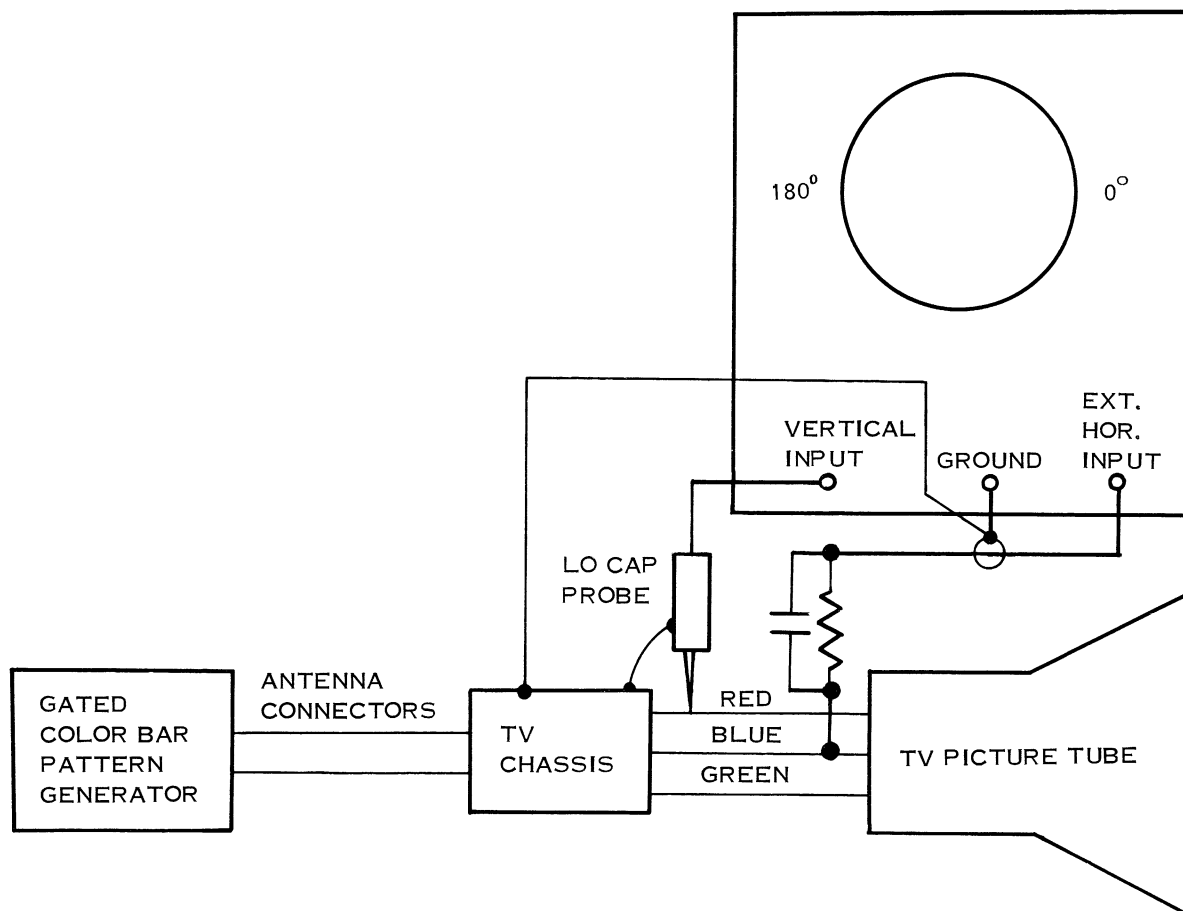 180°
0°
VERTICAL
INPUT
GROUND
EXT.
HOR.
INPUT
LO CAP
PROBE
GATED
COLOR BAR
PATTERN
GENERATOR
ANTENNA
CONNECTORS
TV
CHASSIS
RED
BLUE
GREEN
TV PICTURE TUBE